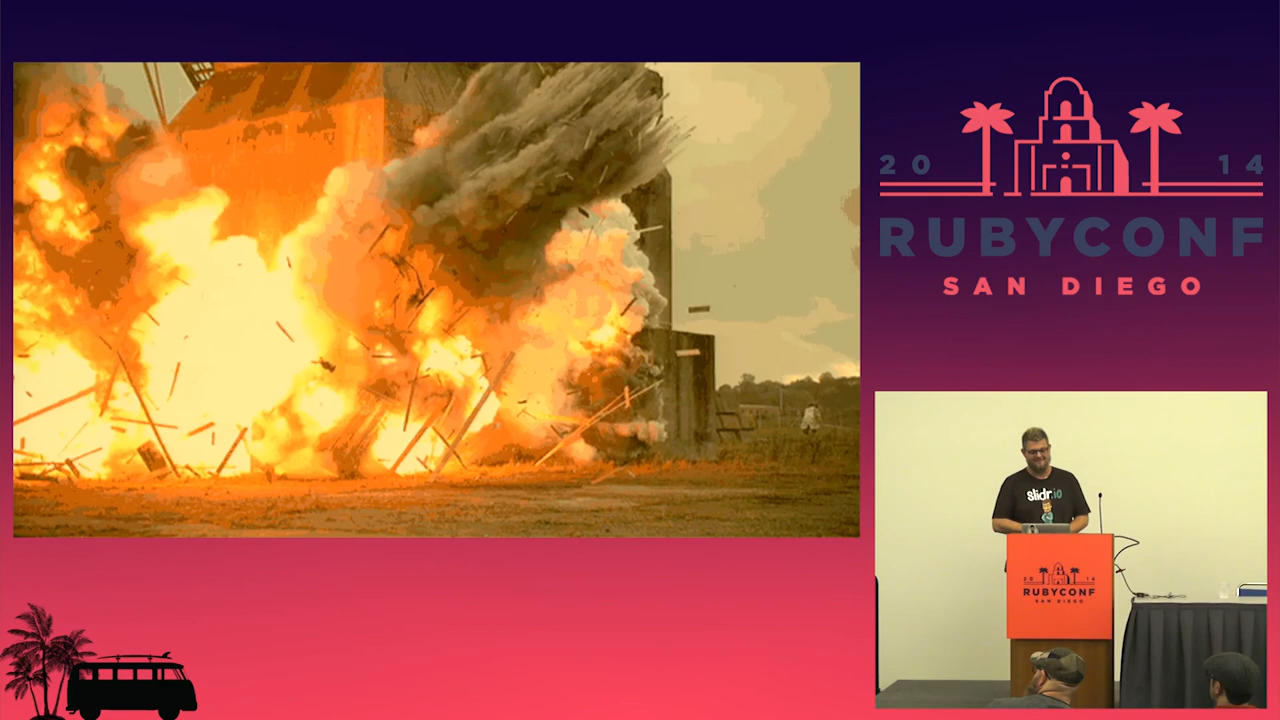 20 14
RUBYCONF
SAN DIEGO
slidr.io
20 14
RUBYCONF
SAN DIEGO